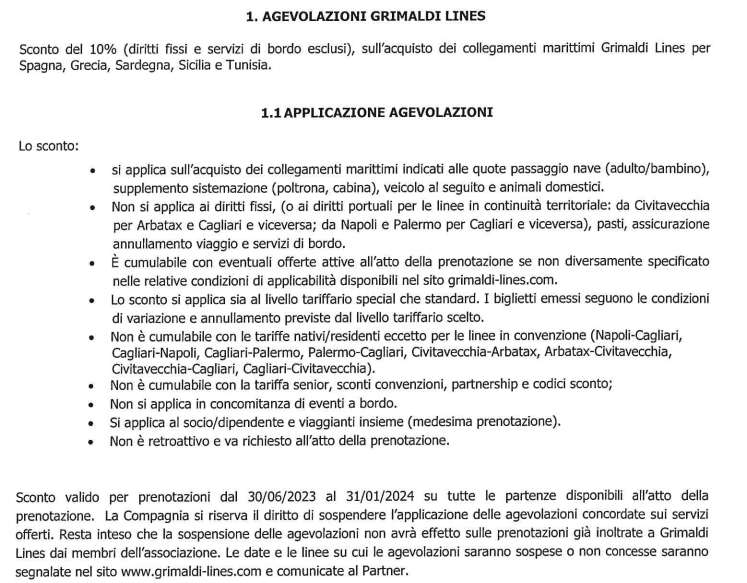 1. AGEVOLAZIONI GRIMALDI LINES
Sconto del 10% (diritti fissi e servizi di bordo esclusi), sull'acquisto dei collegamenti marittimi Grimaldi Lines per
Spagna, Grecia, Sardegna, Sicilia e Tunisia.
1.1 APPLICAZIONE AGEVOLAZIONI
Lo sconto:
• si applica sull'acquisto dei collegamenti marittimi indicati alle quote passaggio nave (adulto/bambino),
supplemento sistemazione (poltrona, cabina), veicolo al seguito e animali domestici.
• Non si applica ai diritti fissi, (o ai diritti portuali per le linee in continuità territoriale: da Civitavecchia
per Arbatax e Cagliari e viceversa; da Napoli e Palermo per Cagliari e viceversa), pasti, assicurazione
annullamento viaggio e servizi di bordo.
• È cumulabile con eventuali offerte attive all'atto della prenotazione se non diversamente specificato
nelle relative condizioni di applicabilità disponibili nel sito grimaldi-lines.com.
• Lo sconto si applica sia al livello tariffario special che standard. I biglietti emessi seguono le condizioni
di variazione e annullamento previste dal livello tariffario scelto.
• Non è cumulabile con le tariffe nativi/residenti eccetto per le linee in convenzione (Napoli-Cagliari,
Cagliari-Napoli, Cagliari-Palermo, Palermo-Cagliari, Civitavecchia-Arbatax, Arbatax-Civitavecchia,
Civitavecchia-Cagliari, Cagliari-Civitavecchia).
• Non è cumulabile con la tariffa senior, sconti convenzioni, partnership e codici sconto;
• Non si applica in concomitanza di eventi a bordo.
• Si applica al socio/dipendente e viaggianti insieme (medesima prenotazione).
• Non è retroattivo e va richiesto all'atto della prenotazione.
Sconto valido per prenotazioni dal 30/06/2023 al 31/01/2024 su tutte le partenze disponibili all'atto della
prenotazione. La Compagnia si riserva il diritto di sospendere l'applicazione delle agevolazioni concordate sui servizi
offerti. Resta inteso che la sospensione delle agevolazioni non avrà effetto sulle prenotazioni già inoltrate a Grimaldi
Lines dai membri dell'associazione. Le date e le linee su cui le agevolazioni saranno sospese o non concesse saranno
segnalate nel sito www.grimaldi-lines.com e comunicate al Partner.